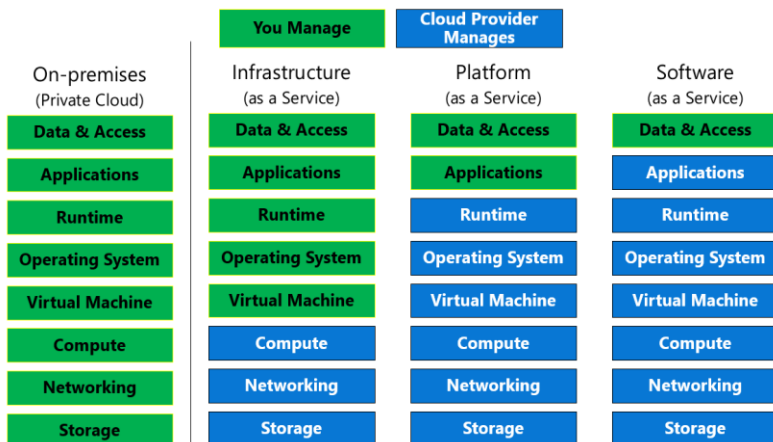 You Manage
Cloud Provider
Manages
On-premises
(Private Cloud)
Data & Access
Applications
Runtime
Operating System
Virtual Machine
Compute
Networking
Storage
Infrastructure
(as a Service)
Data & Access
Applications
Runtime
Operating System
Virtual Machine
Compute
Networking
Storage
Platform
(as a Service)
Data & Access
Applications
Runtime
Operating System
Virtual Machine
Compute
Networking
Storage
Software
(as a Service)
Data & Access
Applications
Runtime
Operating System
Virtual Machine
Compute
Networking
Storage